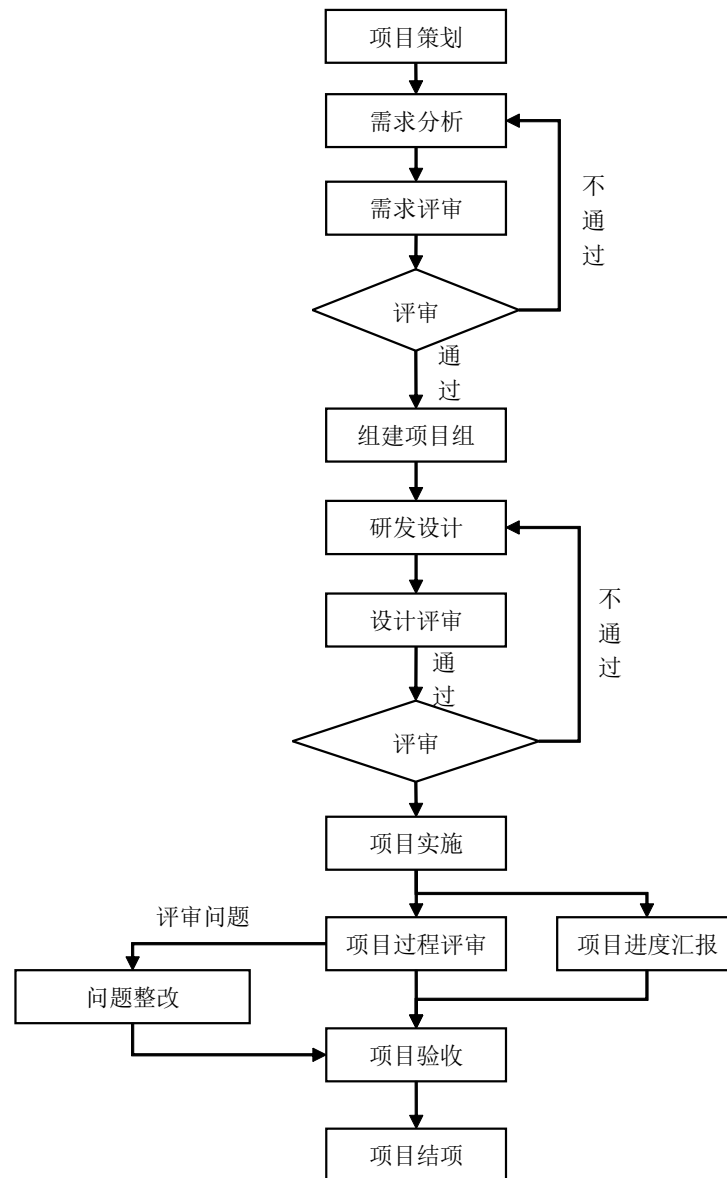 项目策划
需求分析
不
通
过
需求评审
评审
通
过
组建项目组
研发设计
不
通
过
设计评审
通
过
评审
项目实施
评审问题
项目过程评审
项目进度汇报
问题整改
项目验收
项目结项